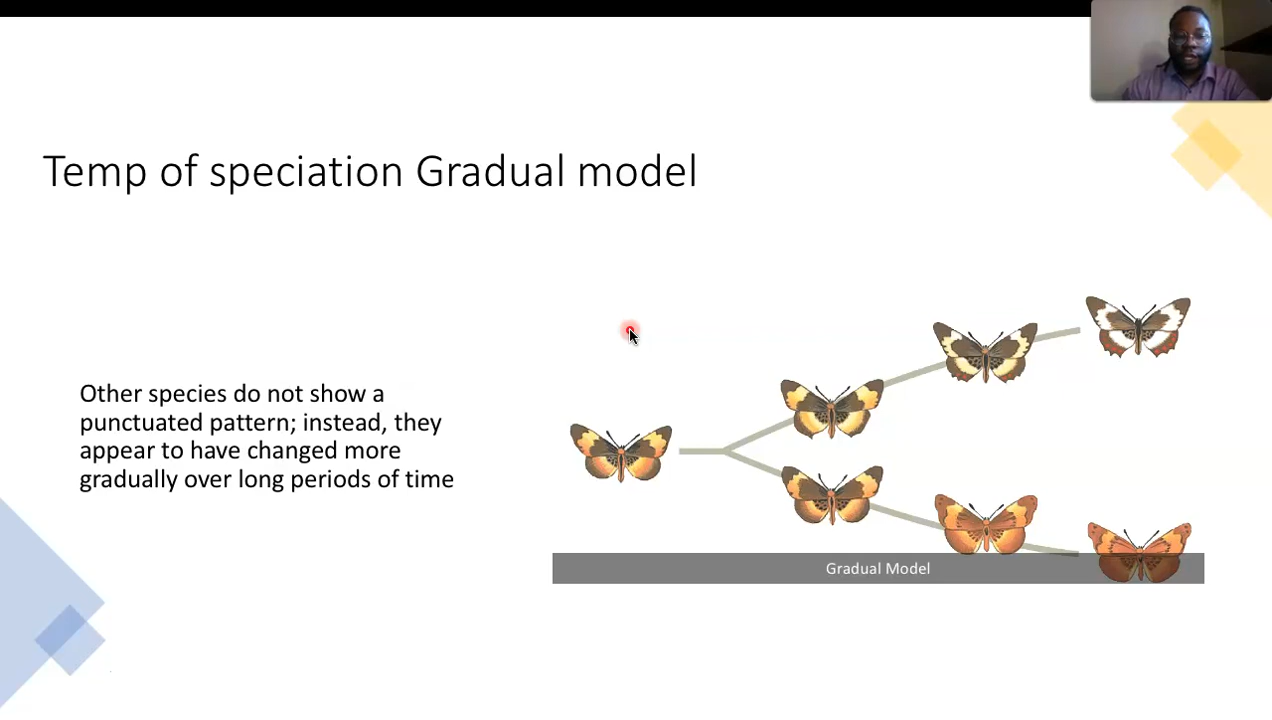 Temp of speciation Gradual model
Other species do not show a
punctuated pattern; instead, they
appear to have changed more
gradually over long periods of time
Gradual Model